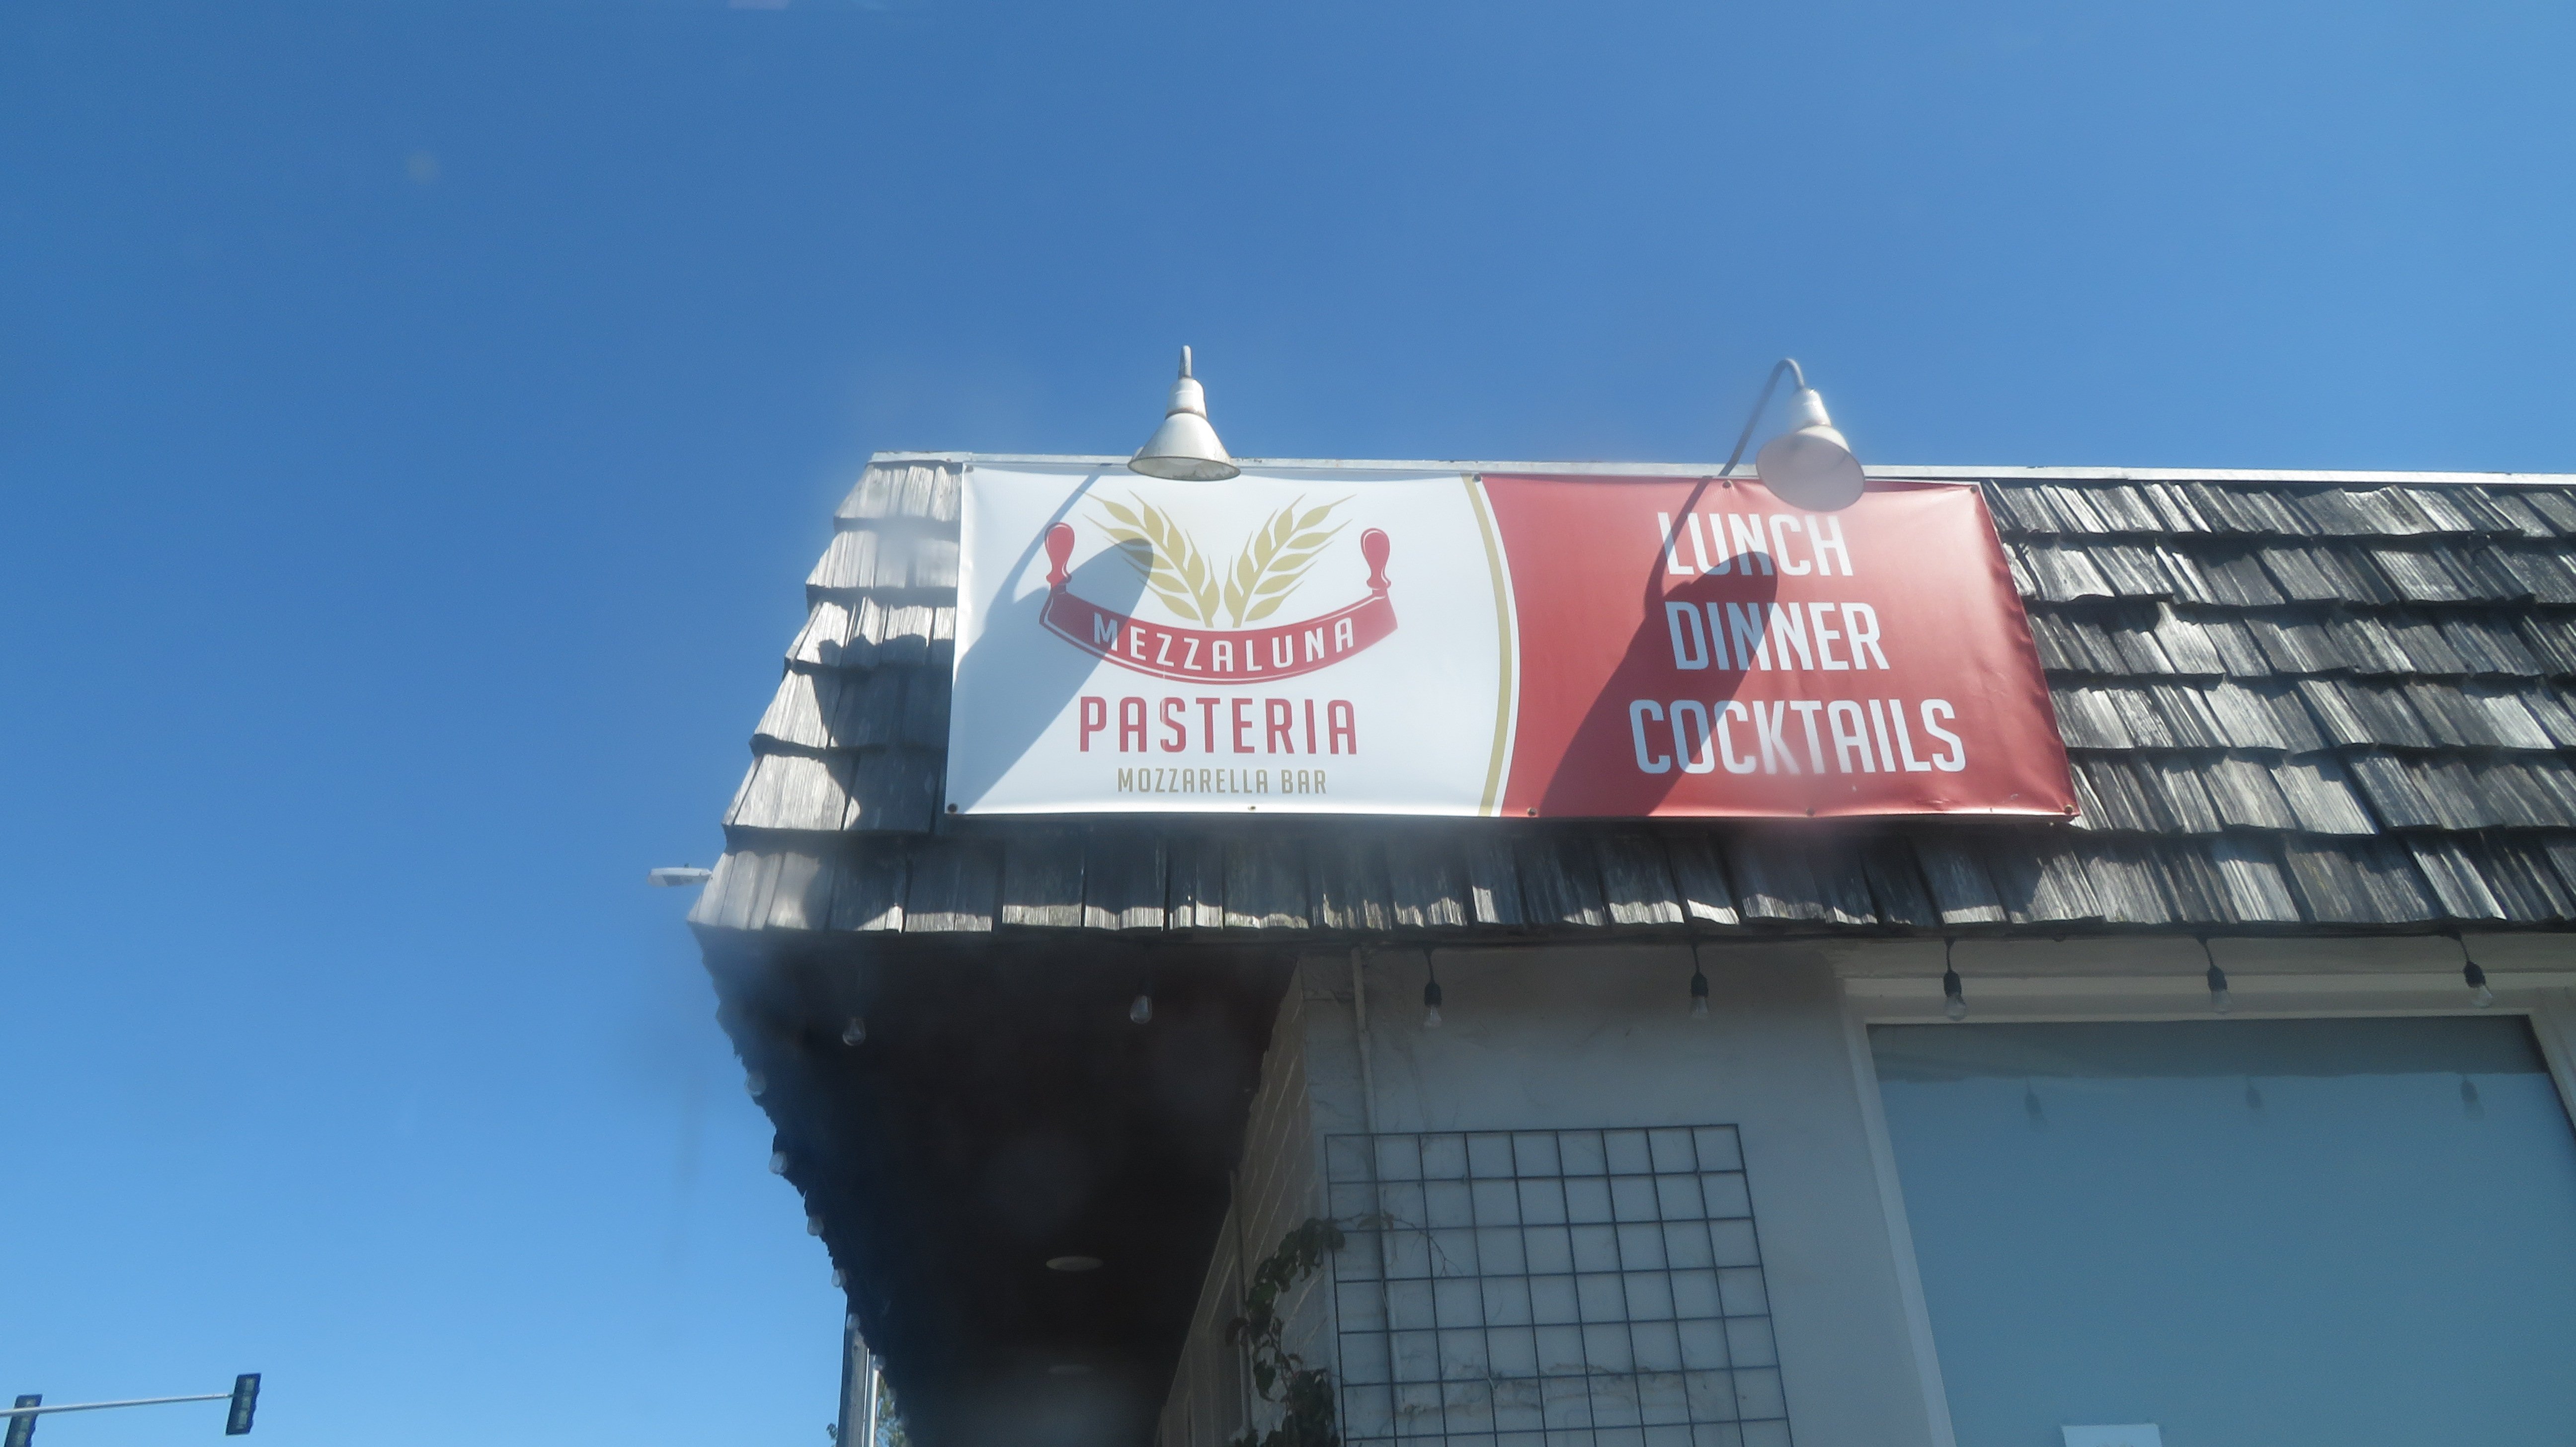 MEZZALUNA
PASTERIA
MOZZARELLA BAR
LUNCH
DINNER
COCKTAILS